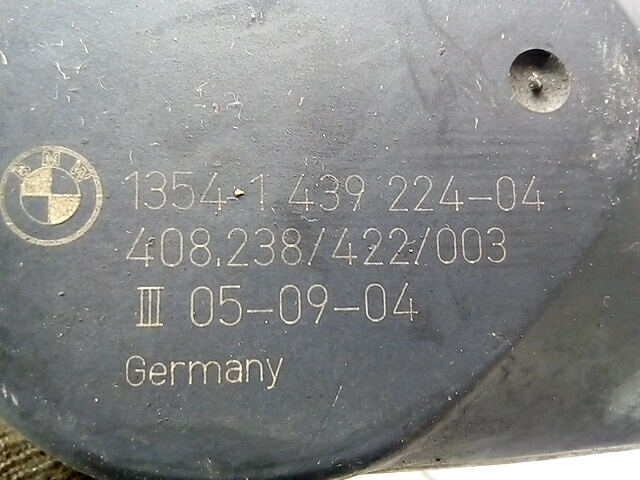 BMW
1354-1 439 224-04
408.238/422/003
III 05-09-04
Germany